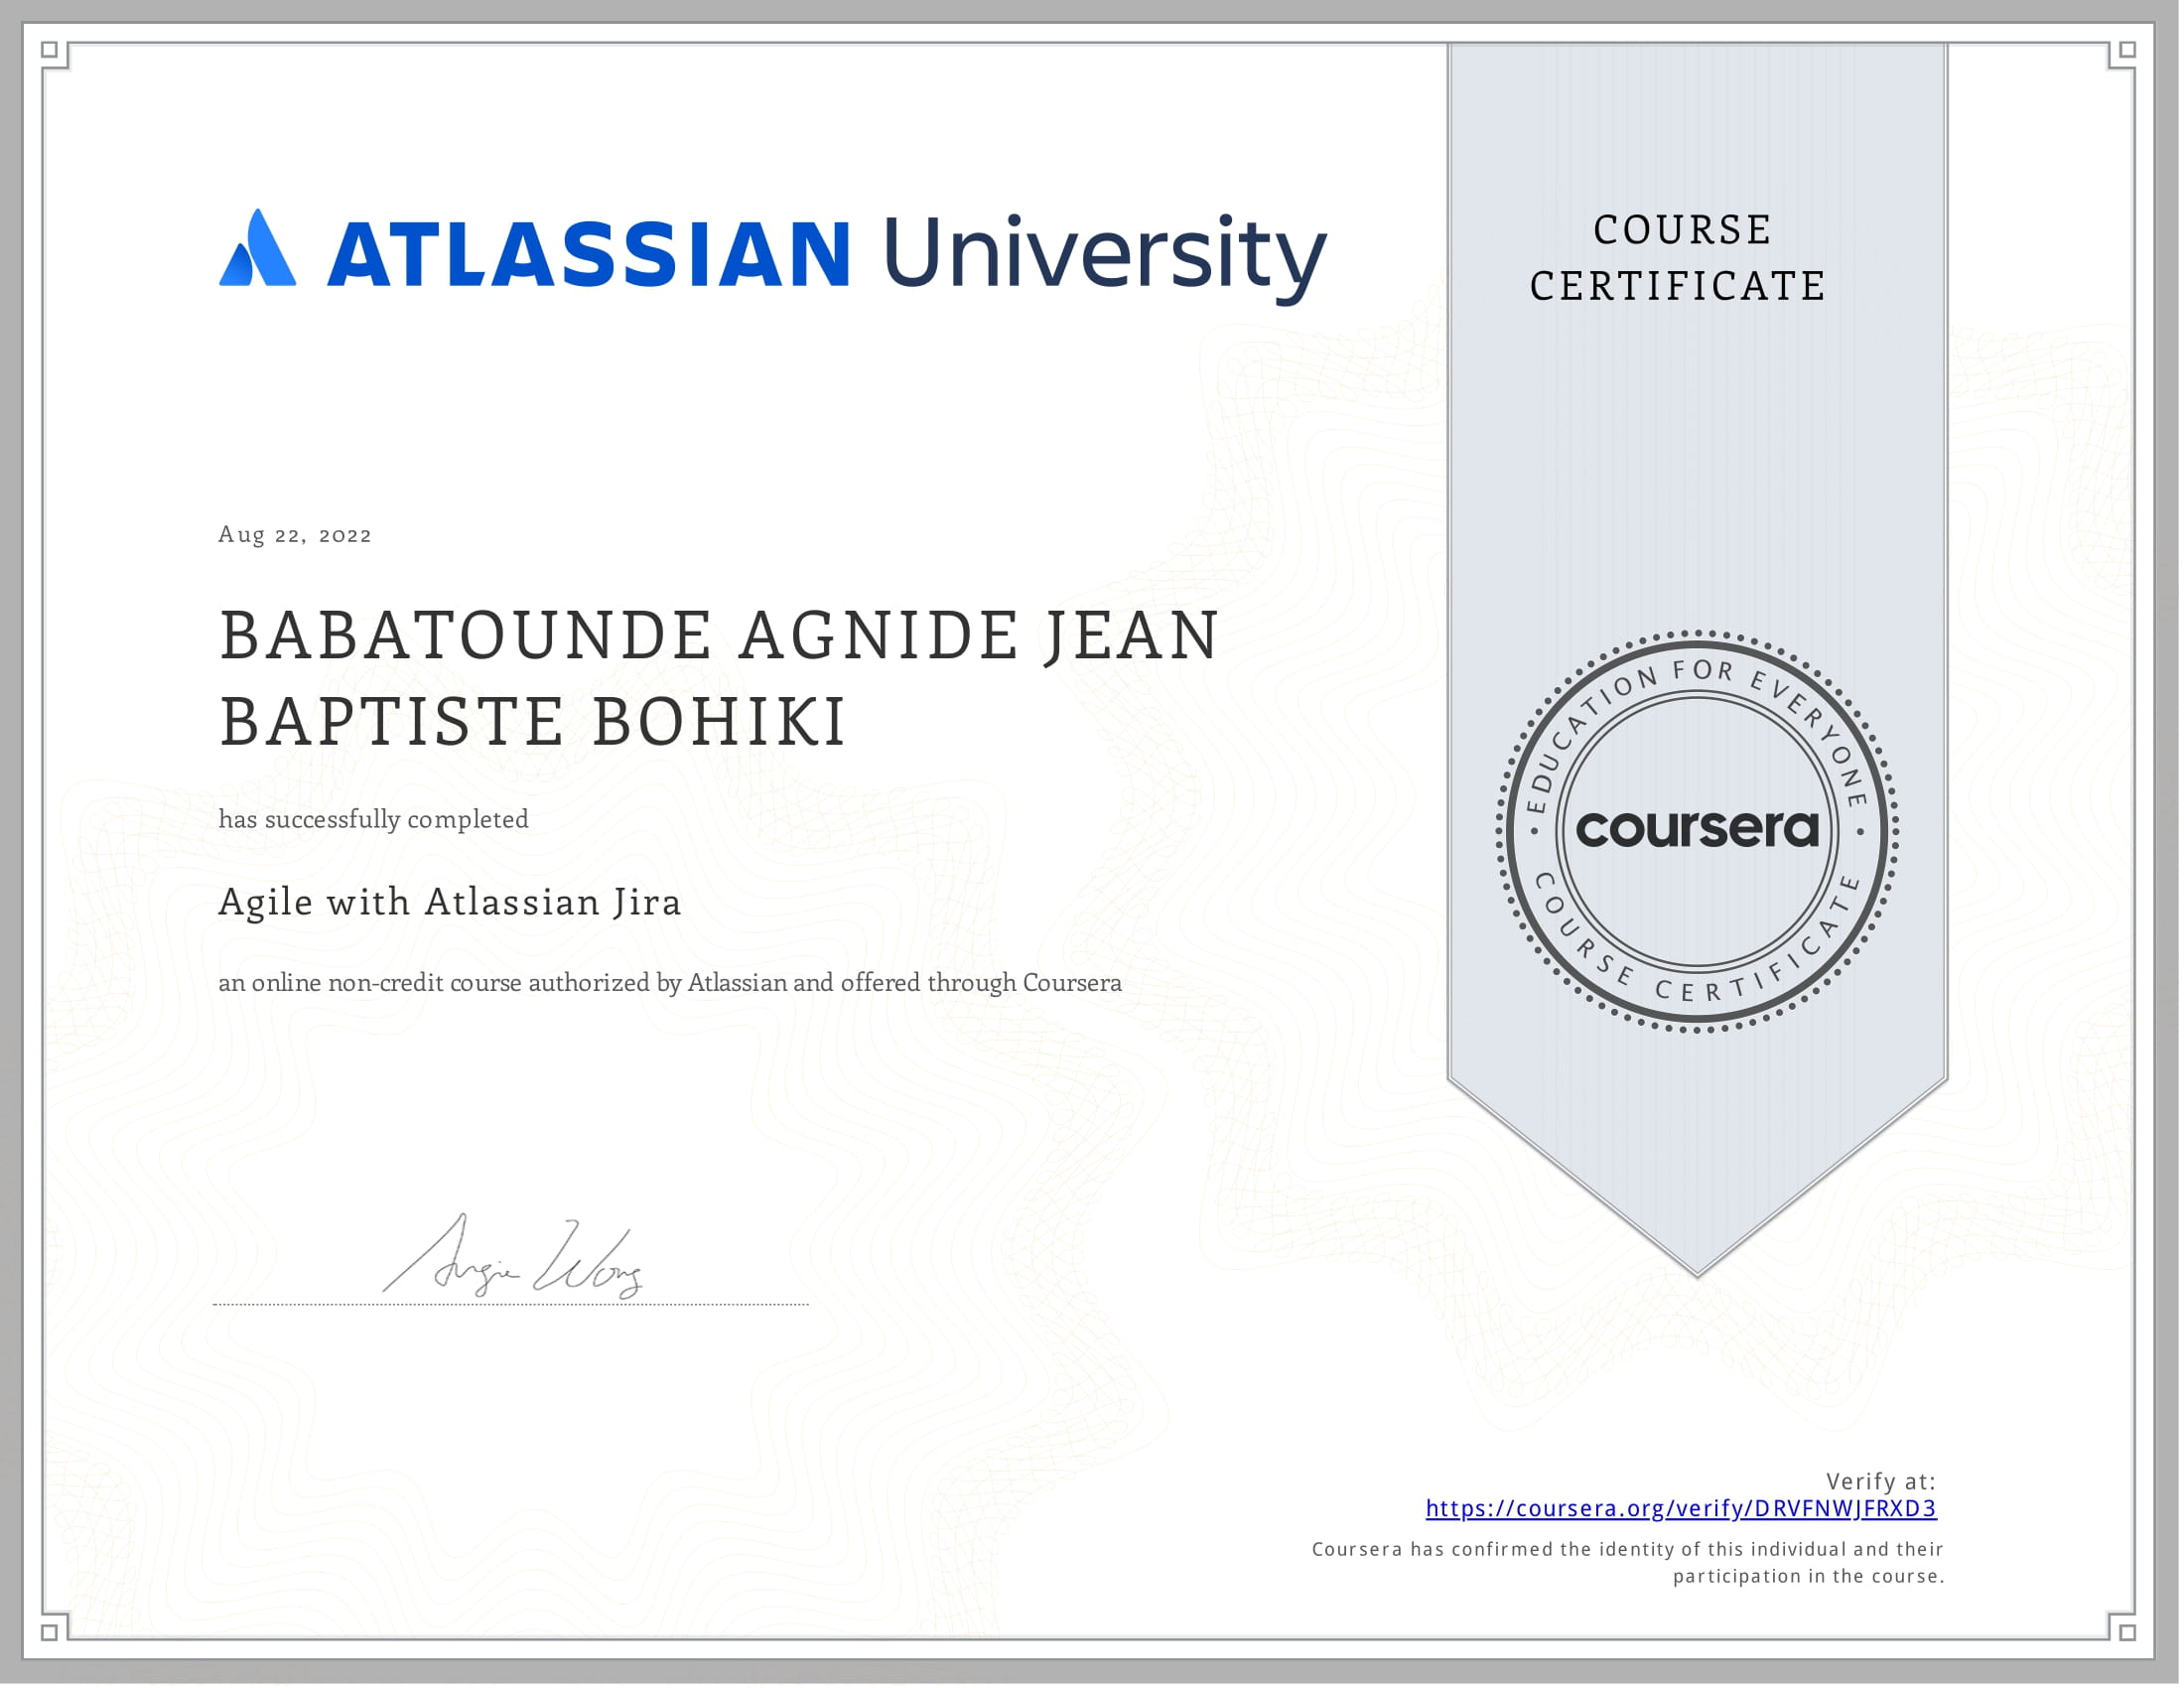 ATLASSIAN University
COURSE
CERTIFICATE
Aug 22, 2022
BABATOUNDE AGNIDE JEAN
BAPTISTE BOHIKI
has successfully completed
Agile with Atlassian Jira
an online non-credit course authorized by Atlassian and offered through Coursera
EDUCATION FOR EVERYONE
coursera
COURSE CERTIFICATE
Angie Wong
Verify at:
https://coursera.org/verify/DRVFNWJFRXD3
Coursera has confirmed the identity of this individual and their
participation in the course.